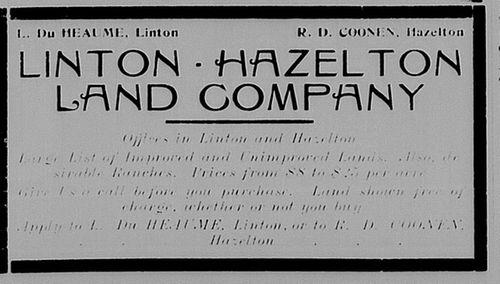 L. Du HEAUME, Linton R. D. COONEN, Hazelton
LINTON · HAZELTON
LAND COMPANY
Offices in Linton and Hazelton
Large List of Improved and Unimproved Lands. Also, de-
sirable Ranches. Prices from $8 to $25 per acre
Give Us a call before you purchase. Land shown free of
charge, whether or not you buy
Apply to L. Du HEAUME, Linton, or to R. D. COONEN,
. . Hazelton . . .